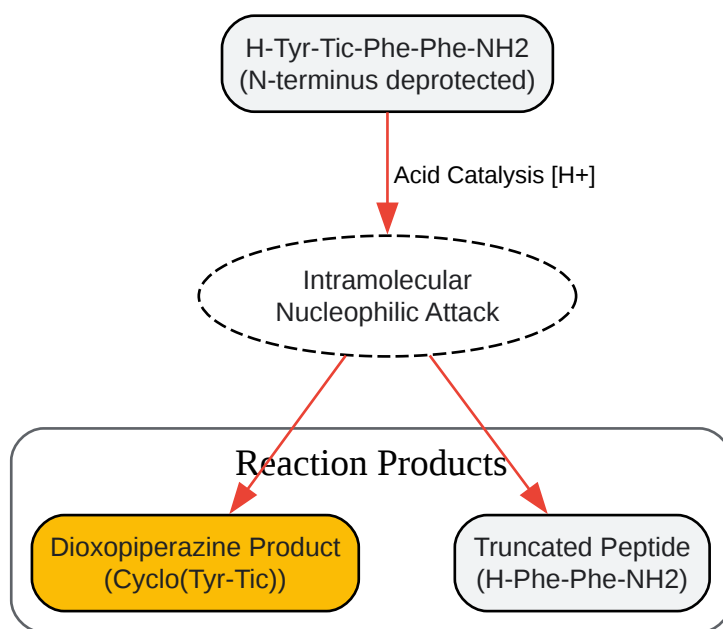 H-Tyr-Tic-Phe-Phe-NH2
(N-terminus deprotected)
Acid Catalysis [H+]
Intramolecular
Nucleophilic Attack
Reaction Products
Dioxopiperazine Product
(Cyclo(Tyr-Tic))
Truncated Peptide
(H-Phe-Phe-NH2)